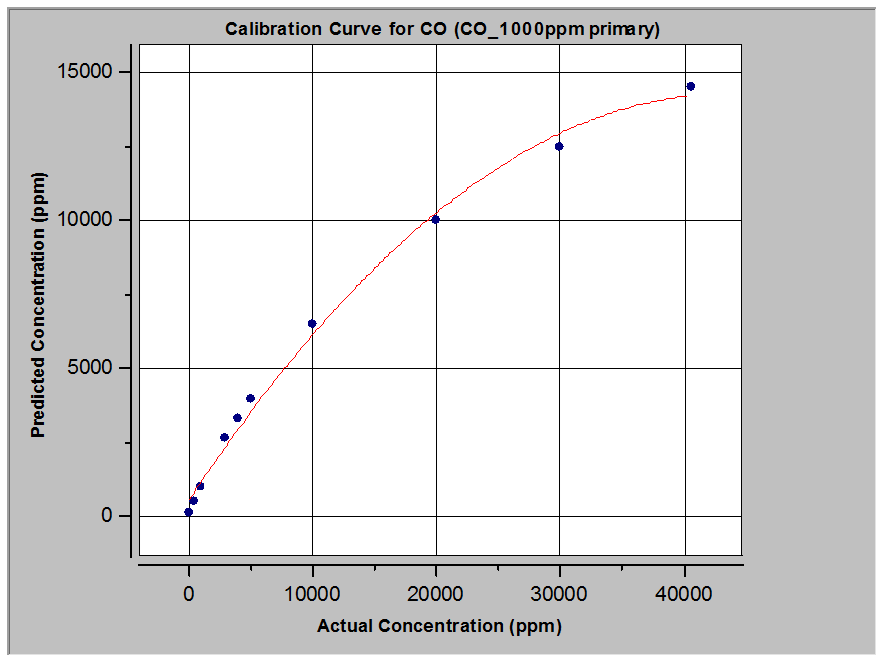 Calibration Curve for CO (CO_1000ppm primary)
15000
10000
5000
0
Predicted Concentration (ppm)
0 10000 20000 30000 40000
Actual Concentration (ppm)